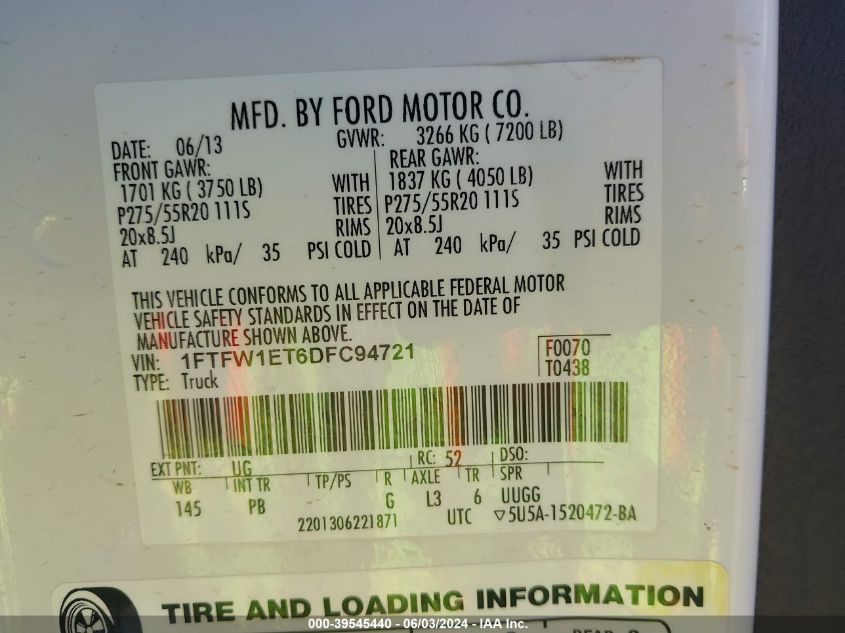 MFD. BY FORD MOTOR CO.
DATE: 06/13 GVWR: 3266 KG ( 7200 LB)
FRONT GAWR: REAR GAWR:
1701 KG ( 3750 LB) WITH 1837 KG ( 4050 LB) WITH
P275/55R20 111S TIRES P275/55R20 111S TIRES
20x8.5J RIMS 20x8.5J RIMS
AT 240 kPa/ 35 PSI COLD AT 240 kPa/ 35 PSI COLD
THIS VEHICLE CONFORMS TO ALL APPLICABLE FEDERAL MOTOR
VEHICLE SAFETY STANDARDS IN EFFECT ON THE DATE OF
MANUFACTURE SHOWN ABOVE.
VIN: 1FTFW1ET6DFC94721 F0070
TYPE: Truck T0438
EXT PNT: UG RC: 52 DSO:
WB INT TR TP/PS R AXLE TR SPR
145 PB G L3 6 UUGG
2201306221871 UTC ▽5U5A-1520472-BA
TIRE AND LOADING INFORMATION
000-39545440 - 06/03/2024 - IAA Inc.